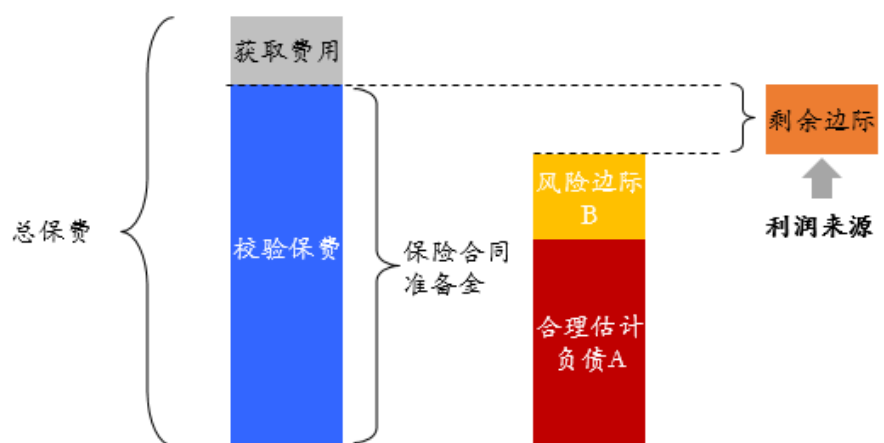 获取费用
剩余边际
风险边际
B
利润来源
总保费
校验保费
保险合同
准备金
合理估计
负债A